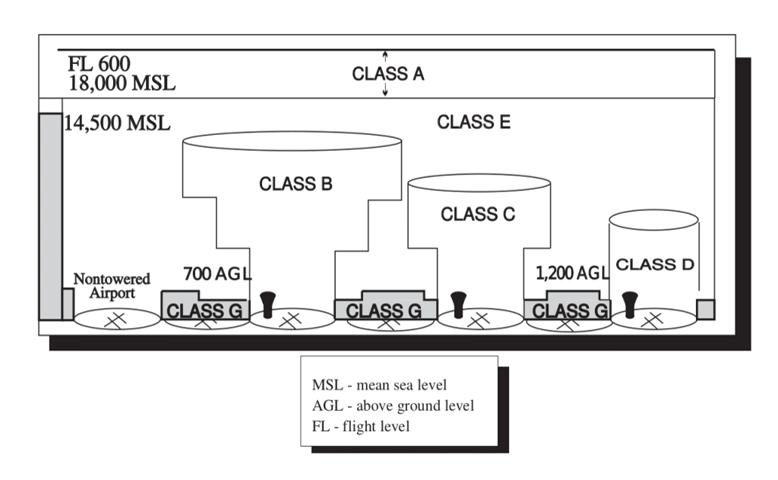 FL 600
18,000 MSL
CLASS A
14,500 MSL
CLASS E
CLASS B
CLASS C
CLASS D
Nontowered
Airport
700 AGL
1,200 AGL
CLASS G
CLASS G
CLASS G
MSL - mean sea level
AGL - above ground level
FL - flight level